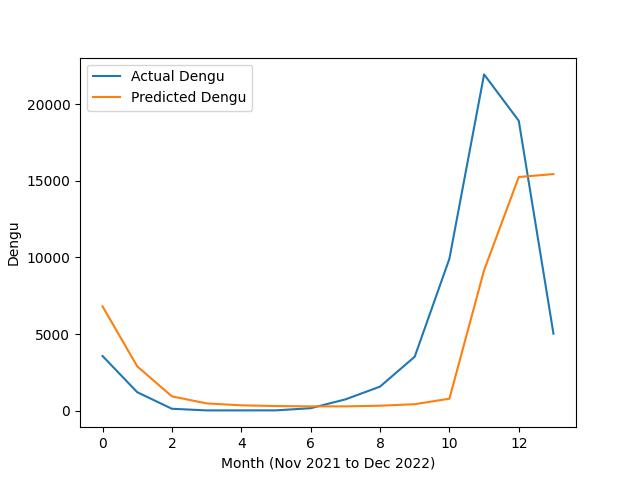 Actual Dengu
Predicted Dengu
20000
15000
10000
5000
0
Dengu
0 2 4 6 8 10 12
Month (Nov 2021 to Dec 2022)